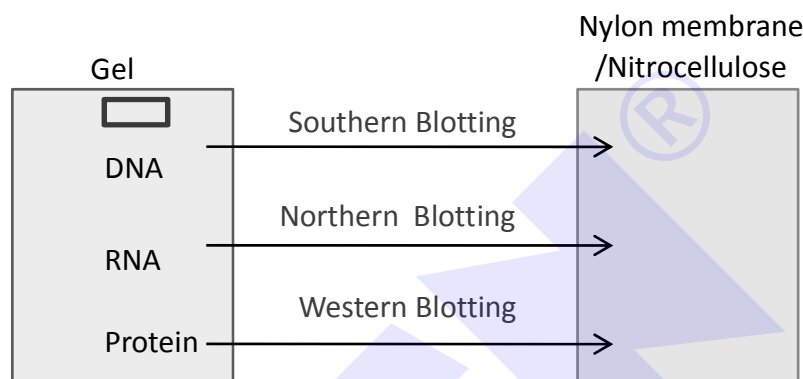 Nylon membrane
/Nitrocellulose
Gel
Southern Blotting
DNA
Northern Blotting
RNA
Western Blotting
Protein
®